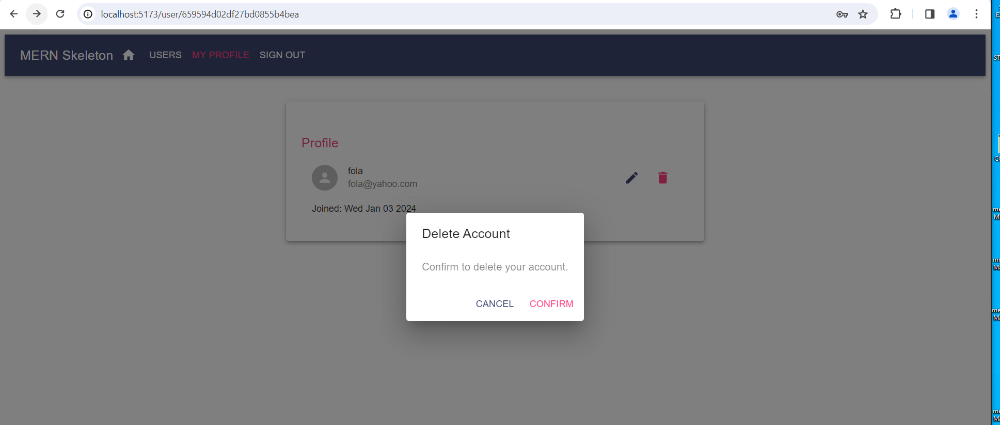 localhost:5173/user/659594d02df27bd0855b4bea
MERN Skeleton USERS MY PROFILE SIGN OUT
Profile
fola
fola@yahoo.com
Joined: Wed Jan 03 2024
Delete Account
Confirm to delete your account.
CANCEL CONFIRM